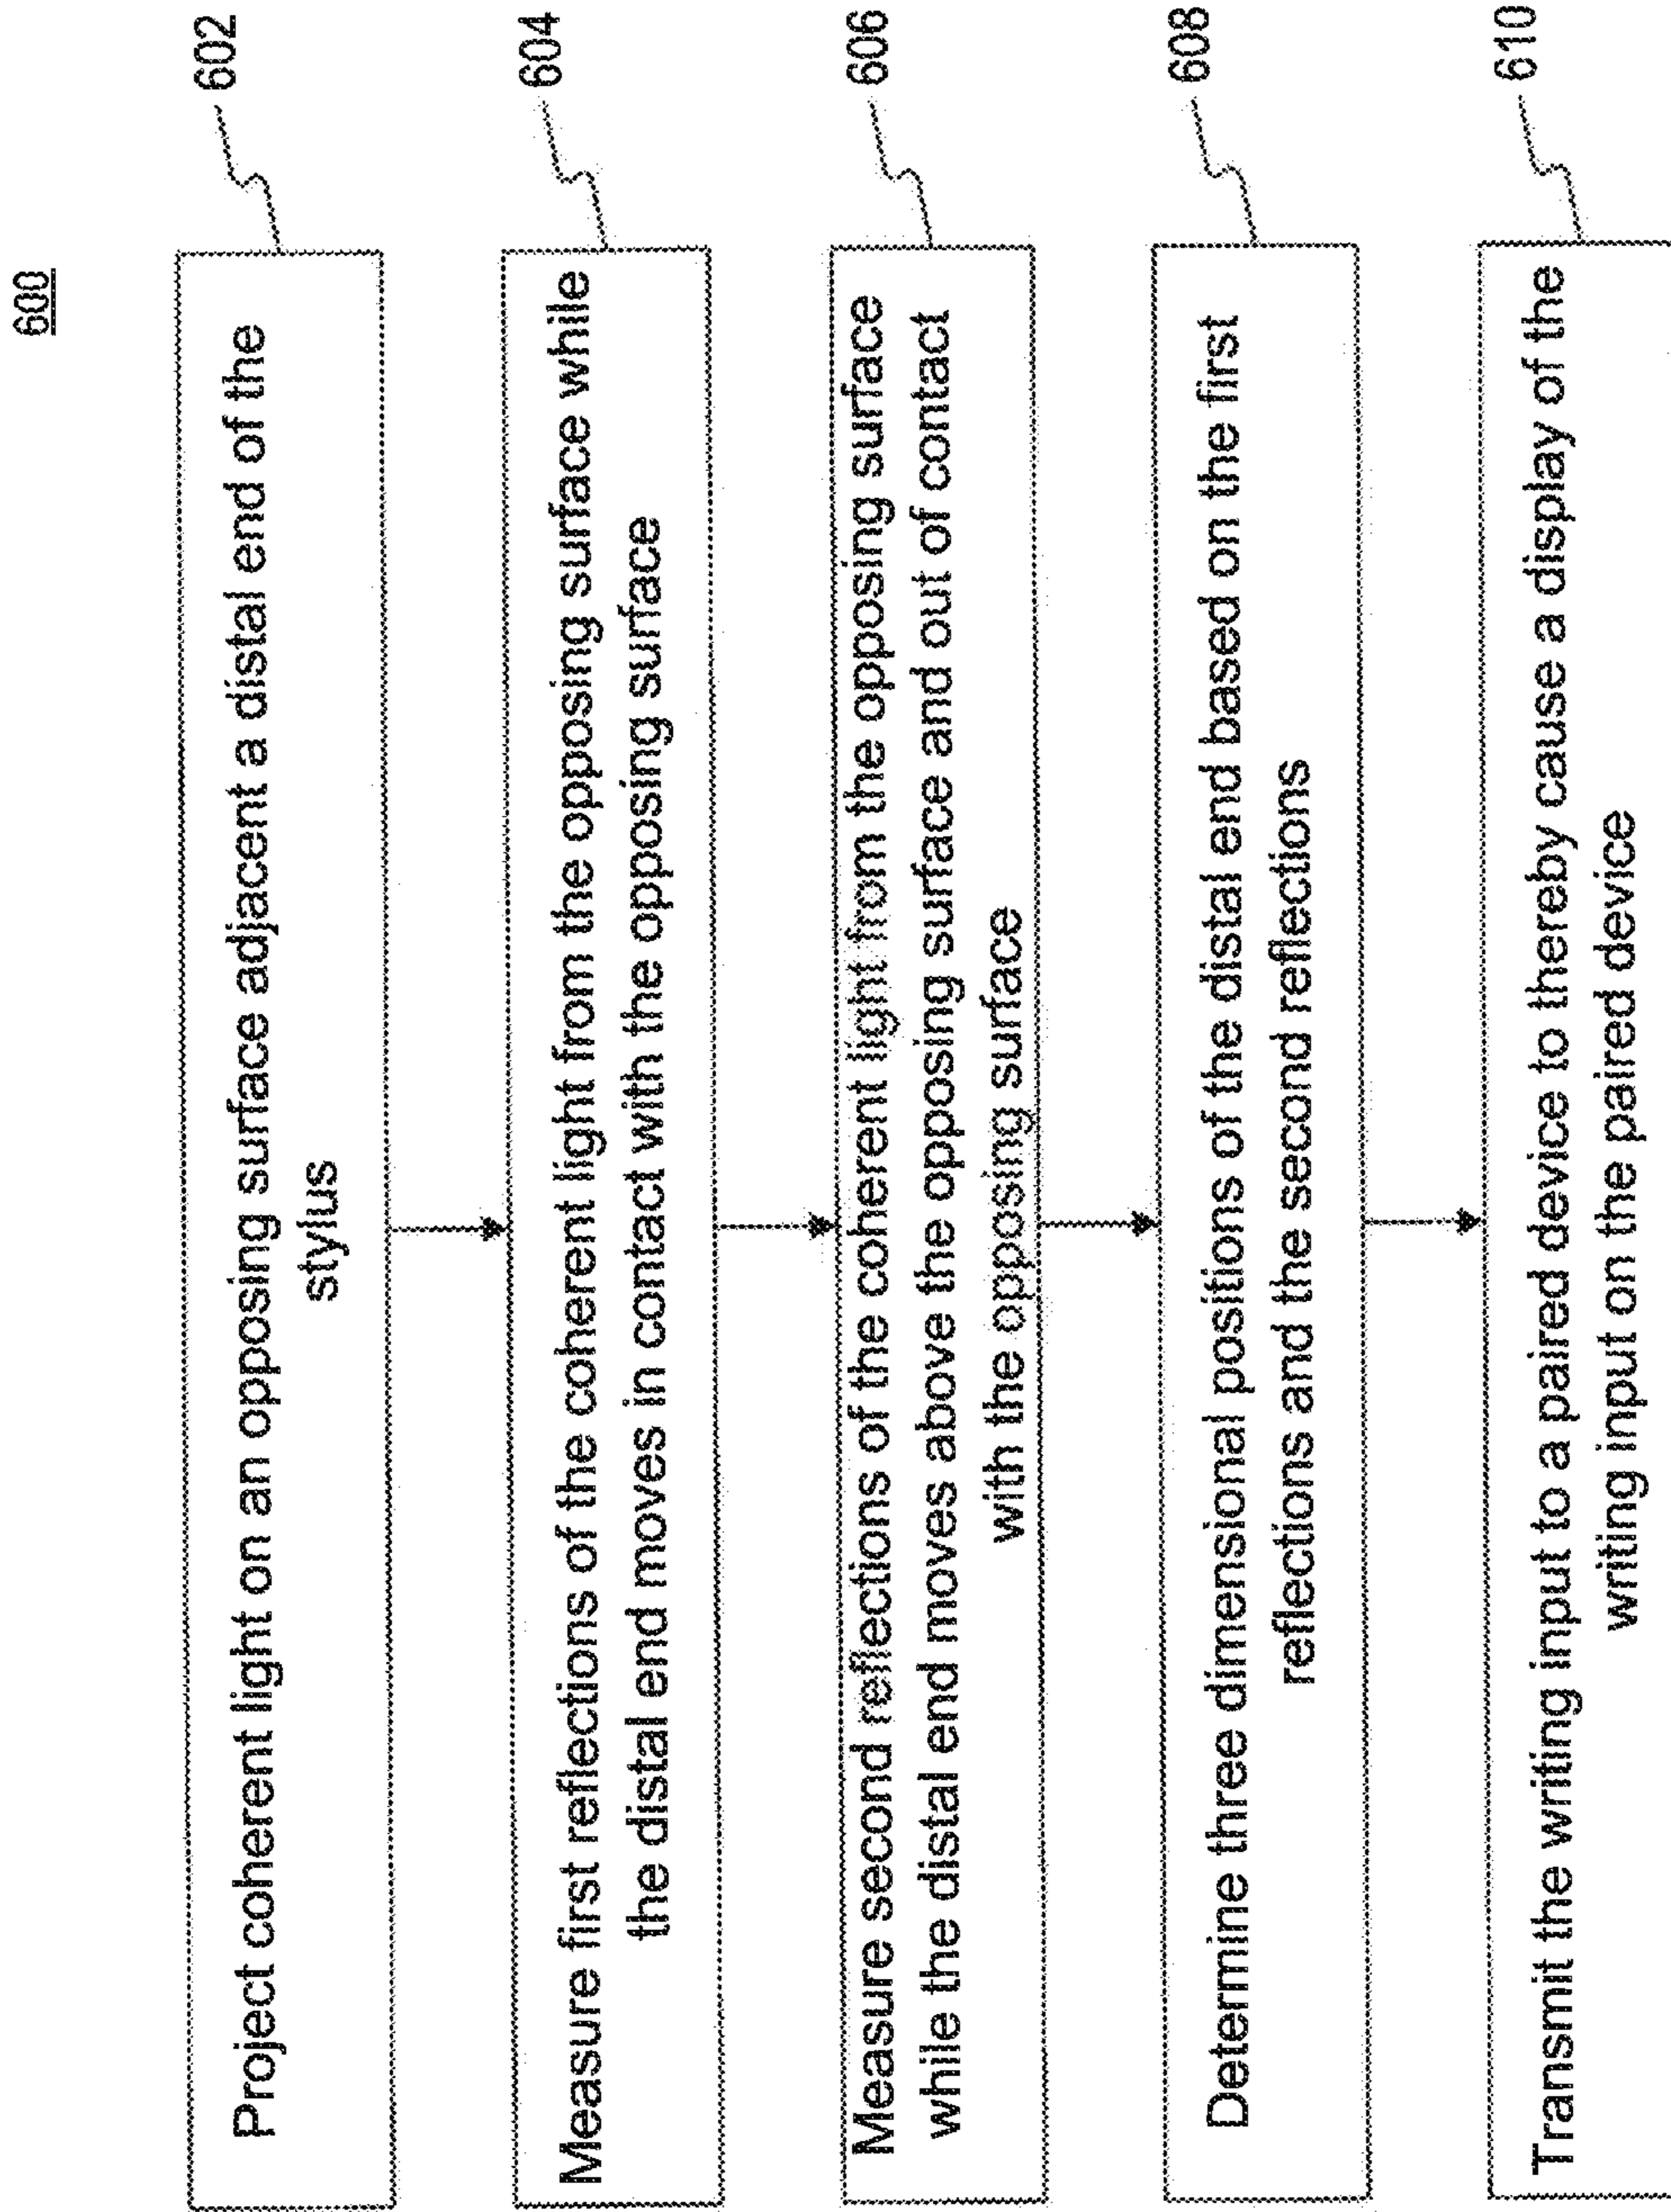 600
Project coherent light on an opposing surface adjacent a distal end of the
stylus
602
Measure first reflections of the coherent light from the opposing surface while
the distal end moves in contact with the opposing surface
604
Measure second reflections of the coherent light from the opposing surface
while the distal end moves above the opposing surface and out of contact
with the opposing surface
606
Determine three dimensional positions of the distal end based on the first
reflections and the second reflections
608
Transmit the writing input to a paired device to thereby cause a display of the
writing input on the paired device
610